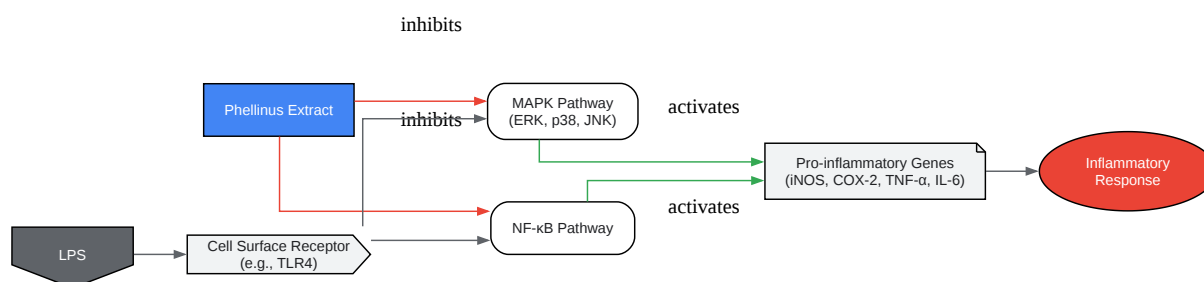 inhibits
Phellinus Extract
MAPK Pathway
(ERK, p38, JNK)
activates
inhibits
Pro-inflammatory Genes
(iNOS, COX-2, TNF-α, IL-6)
Inflammatory
Response
activates
NF-κB Pathway
Cell Surface Receptor
(e.g., TLR4)
LPS